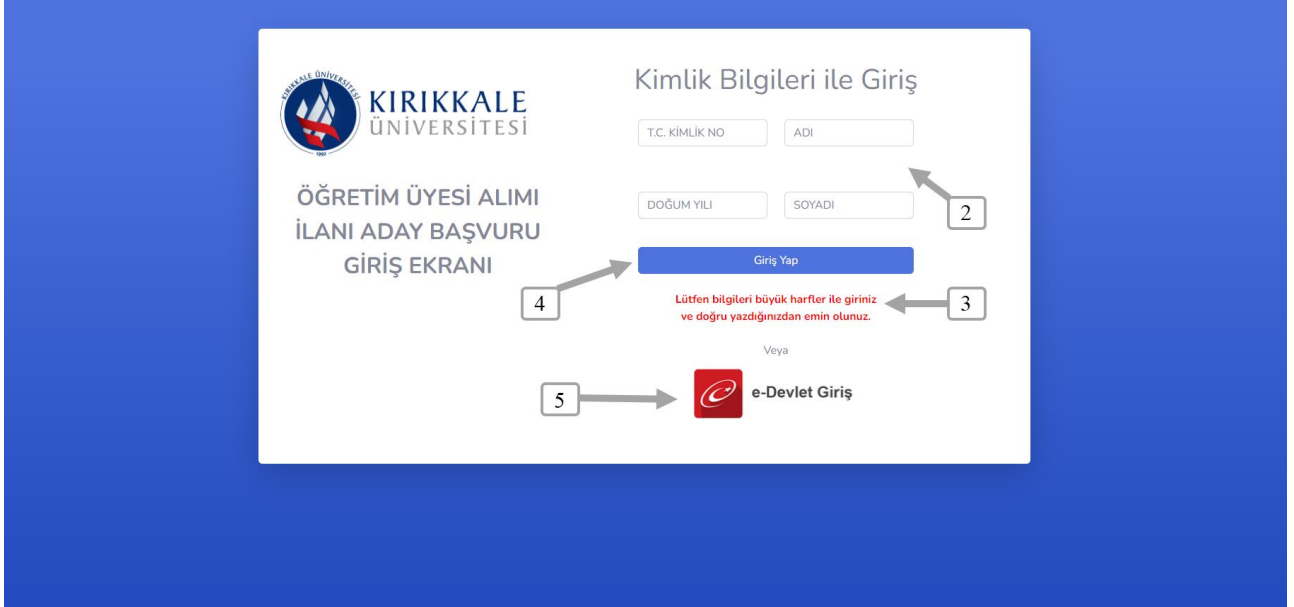 KIRIKKALE ÜNİVERSİTESİ
1992
KIRIKKALE
ÜNİVERSİTESİ
ÖĞRETİM ÜYESİ ALIMI
İLANI ADAY BAŞVURU
GİRİŞ EKRANI
Kimlik Bilgileri ile Giriş
T.C. KİMLİK NO
ADI
2
DOĞUM YILI
SOYADI
Giriş Yap
4
Lütfen bilgileri büyük harfler ile giriniz
ve doğru yazdığınızdan emin olunuz.
3
Veya
5
e-Devlet Giriş